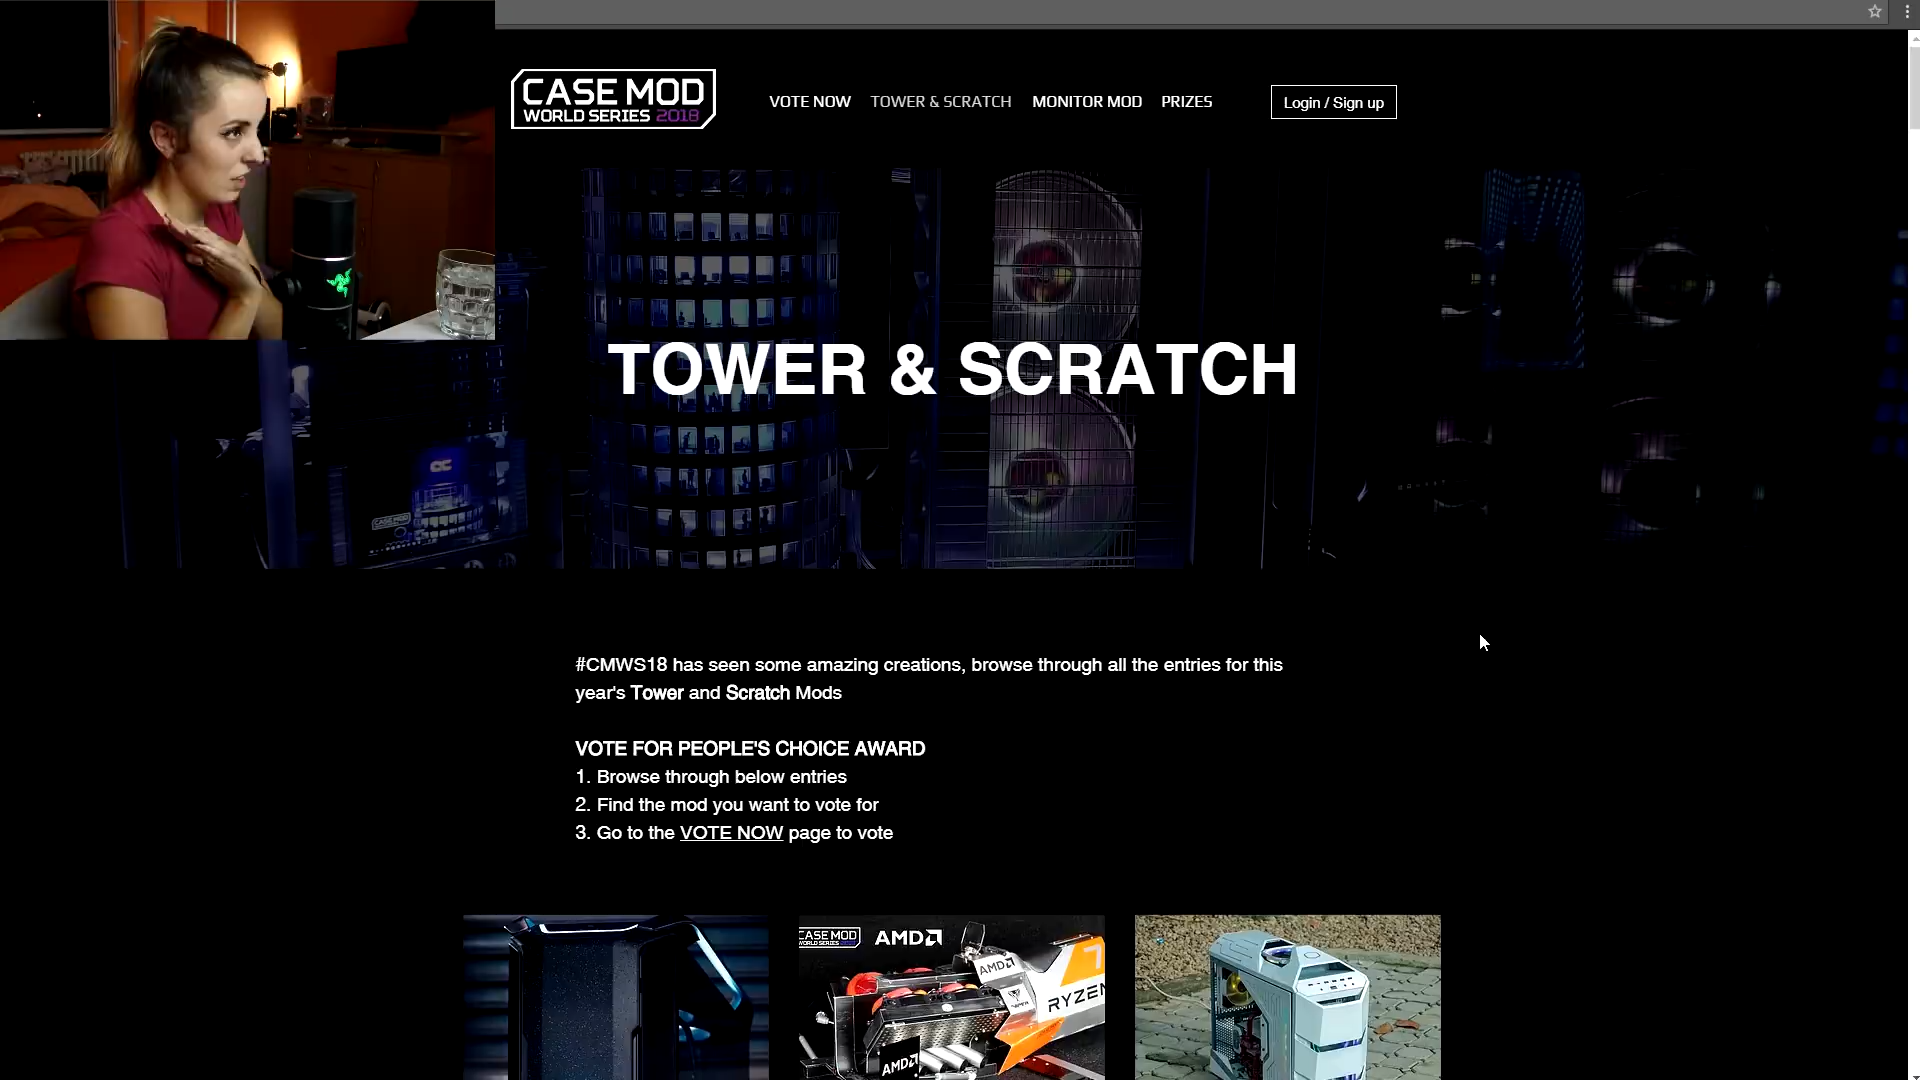 CASE MOD
WORLD SERIES 2018
VOTE NOW
TOWER & SCRATCH
MONITOR MOD
PRIZES
Login / Sign up
TOWER & SCRATCH
#CMWS18 has seen some amazing creations, browse through all the entries for this
year's Tower and Scratch Mods
VOTE FOR PEOPLE'S CHOICE AWARD
1. Browse through below entries
2. Find the mod you want to vote for
3. Go to the VOTE NOW page to vote
CASE MOD
WORLD SERIES
AMD
AMD
RYZEN
7
AMD
CASE MOD